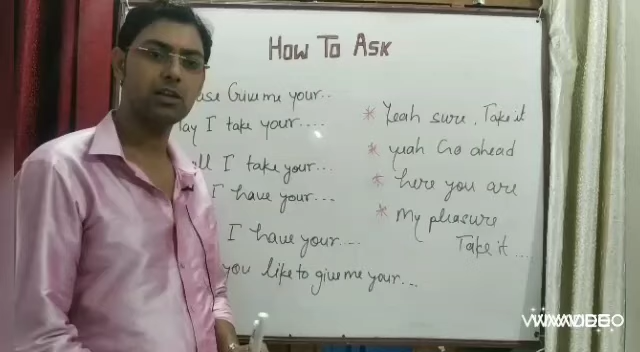 How To Ask
Give me your...
I take your....
I take your...
I have your...
I have your....
you like to give me your...
* Yeah sure, Take it
* yeah Go ahead
* here you are
* My pleasure
Take it ....